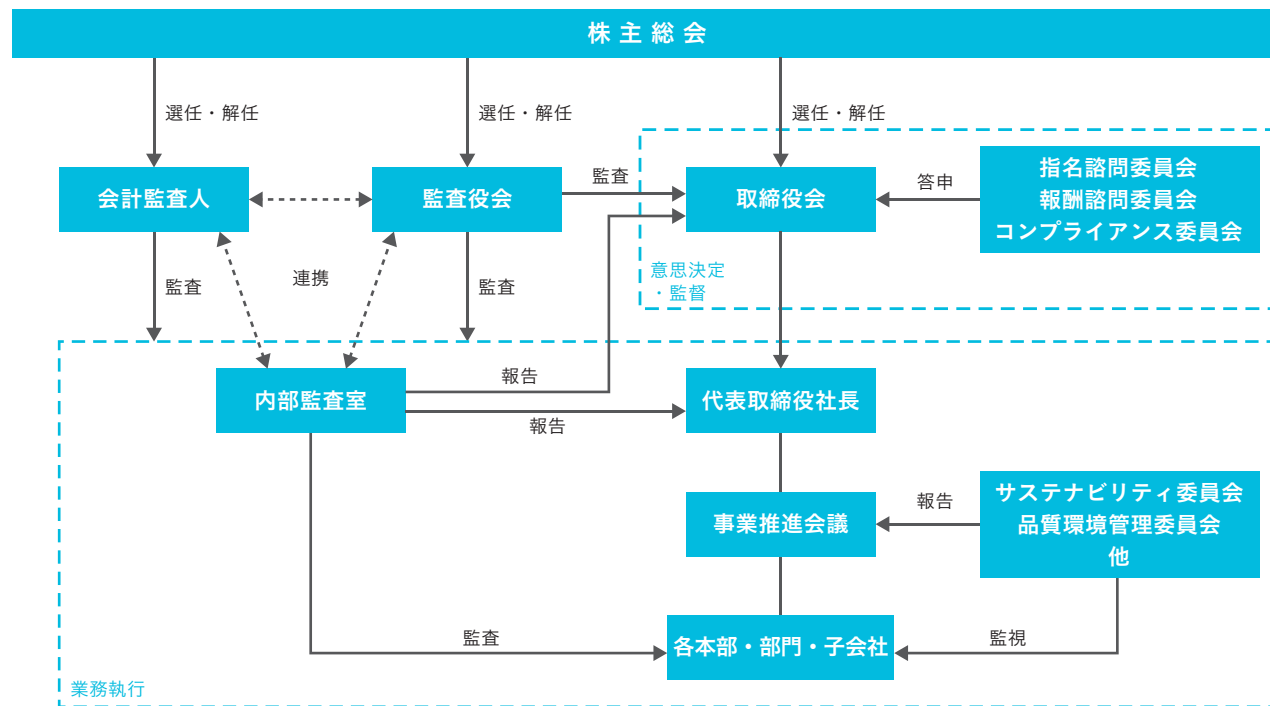 株主総会
選任・解任
選任・解任
選任・解任
会計監査人
監査役会
監査
取締役会
答申
指名諮問委員会
報酬諮問委員会
コンプライアンス委員会
意思決定
・監督
監査
連携
監査
内部監査室
報告
報告
代表取締役社長
事業推進会議
報告
サステナビリティ委員会
品質環境管理委員会
他
監査
各本部・部門・子会社
監視
業務執行